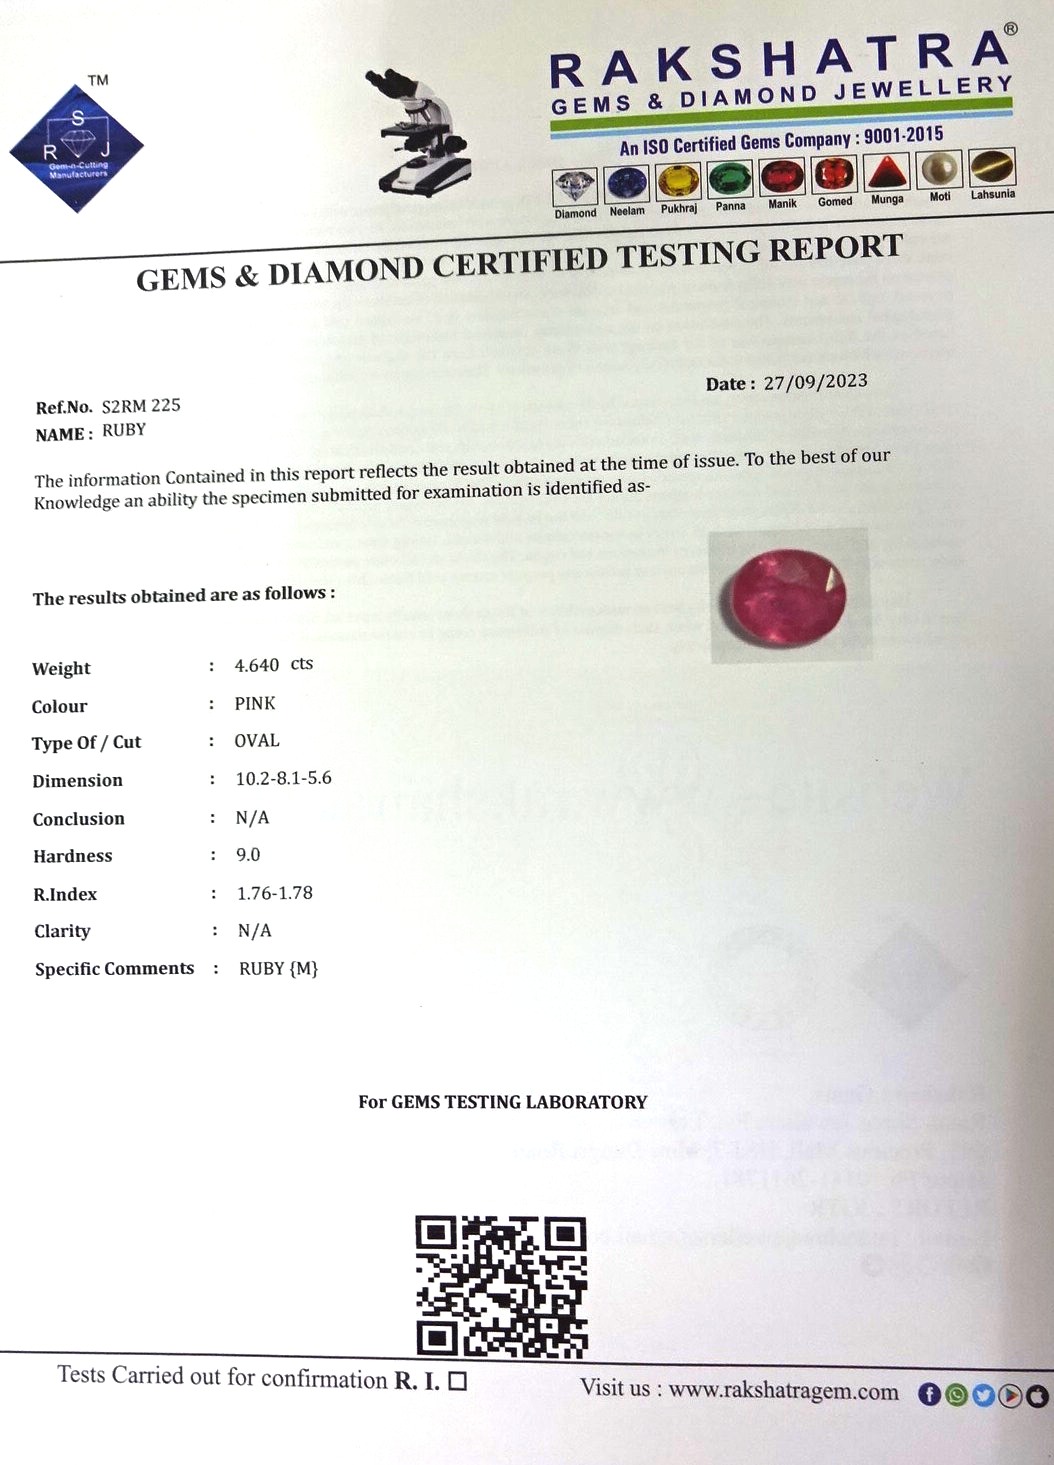 TM
S
R J
Gem-n-Cutting
Manufacturers
RAKSHATRA®
GEMS & DIAMOND JEWELLERY
An ISO Certified Gems Company : 9001-2015
Diamond Neelam Pukhraj Panna Manik Gomed Munga Moti Lahsunia
GEMS & DIAMOND CERTIFIED TESTING REPORT
Date : 27/09/2023
Ref.No. S2RM 225
NAME : RUBY
The information Contained in this report reflects the result obtained at the time of issue. To the best of our
Knowledge an ability the specimen submitted for examination is identified as-
The results obtained are as follows :
Weight : 4.640 cts
Colour : PINK
Type Of / Cut : OVAL
Dimension : 10.2-8.1-5.6
Conclusion : N/A
Hardness : 9.0
R.Index : 1.76-1.78
Clarity : N/A
Specific Comments : RUBY {M}
For GEMS TESTING LABORATORY
Tests Carried out for confirmation R. I. ☐
Visit us : www.rakshatragem.com